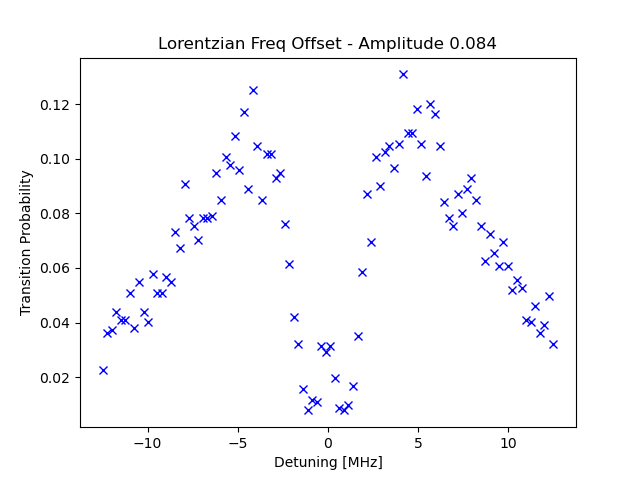 Lorentzian Freq Offset - Amplitude 0.084
Transition Probability
0.12
0.10
0.08
0.06
0.04
0.02
−10 −5 0 5 10
Detuning [MHz]